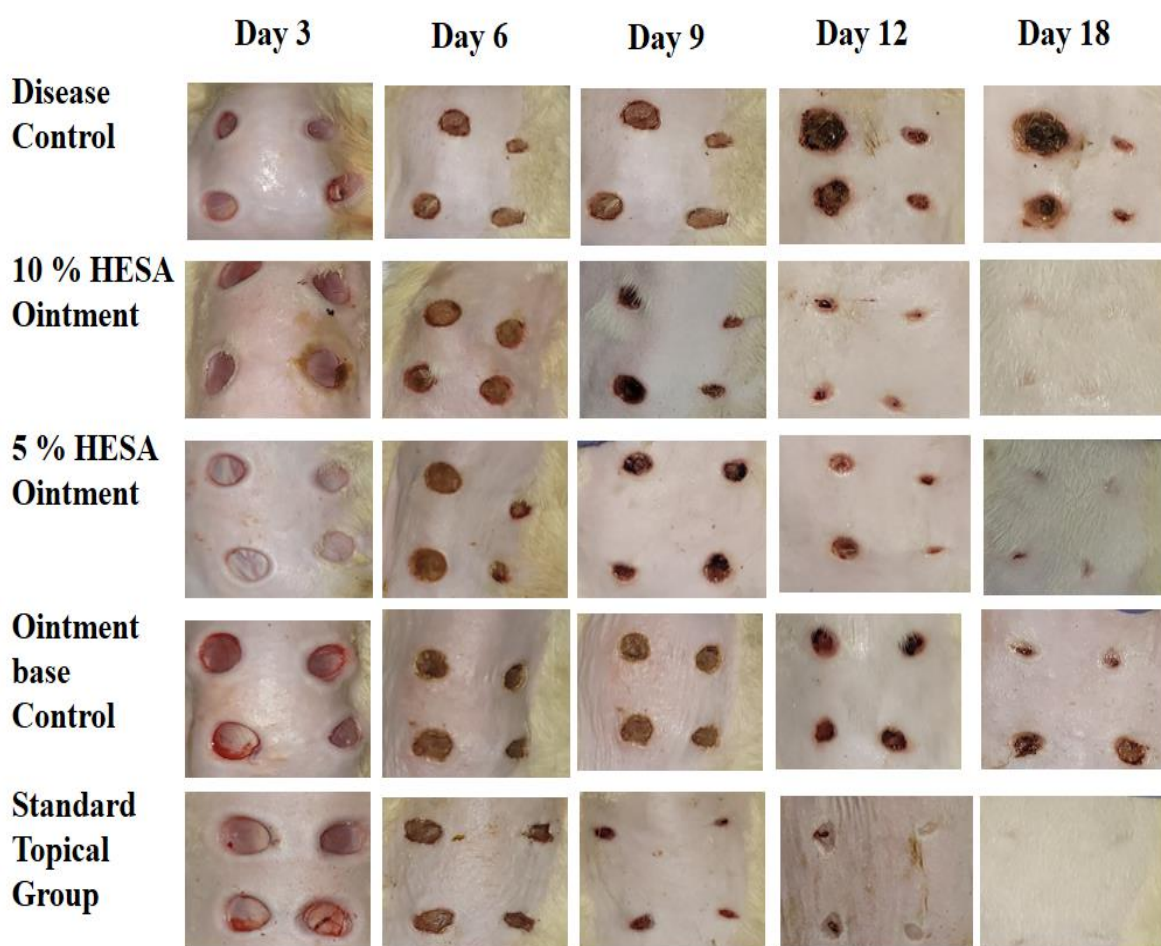 Day 3 Day 6 Day 9 Day 12 Day 18
Disease
Control
10 % HESA
Ointment
5 % HESA
Ointment
Ointment
base
Control
Standard
Topical
Group